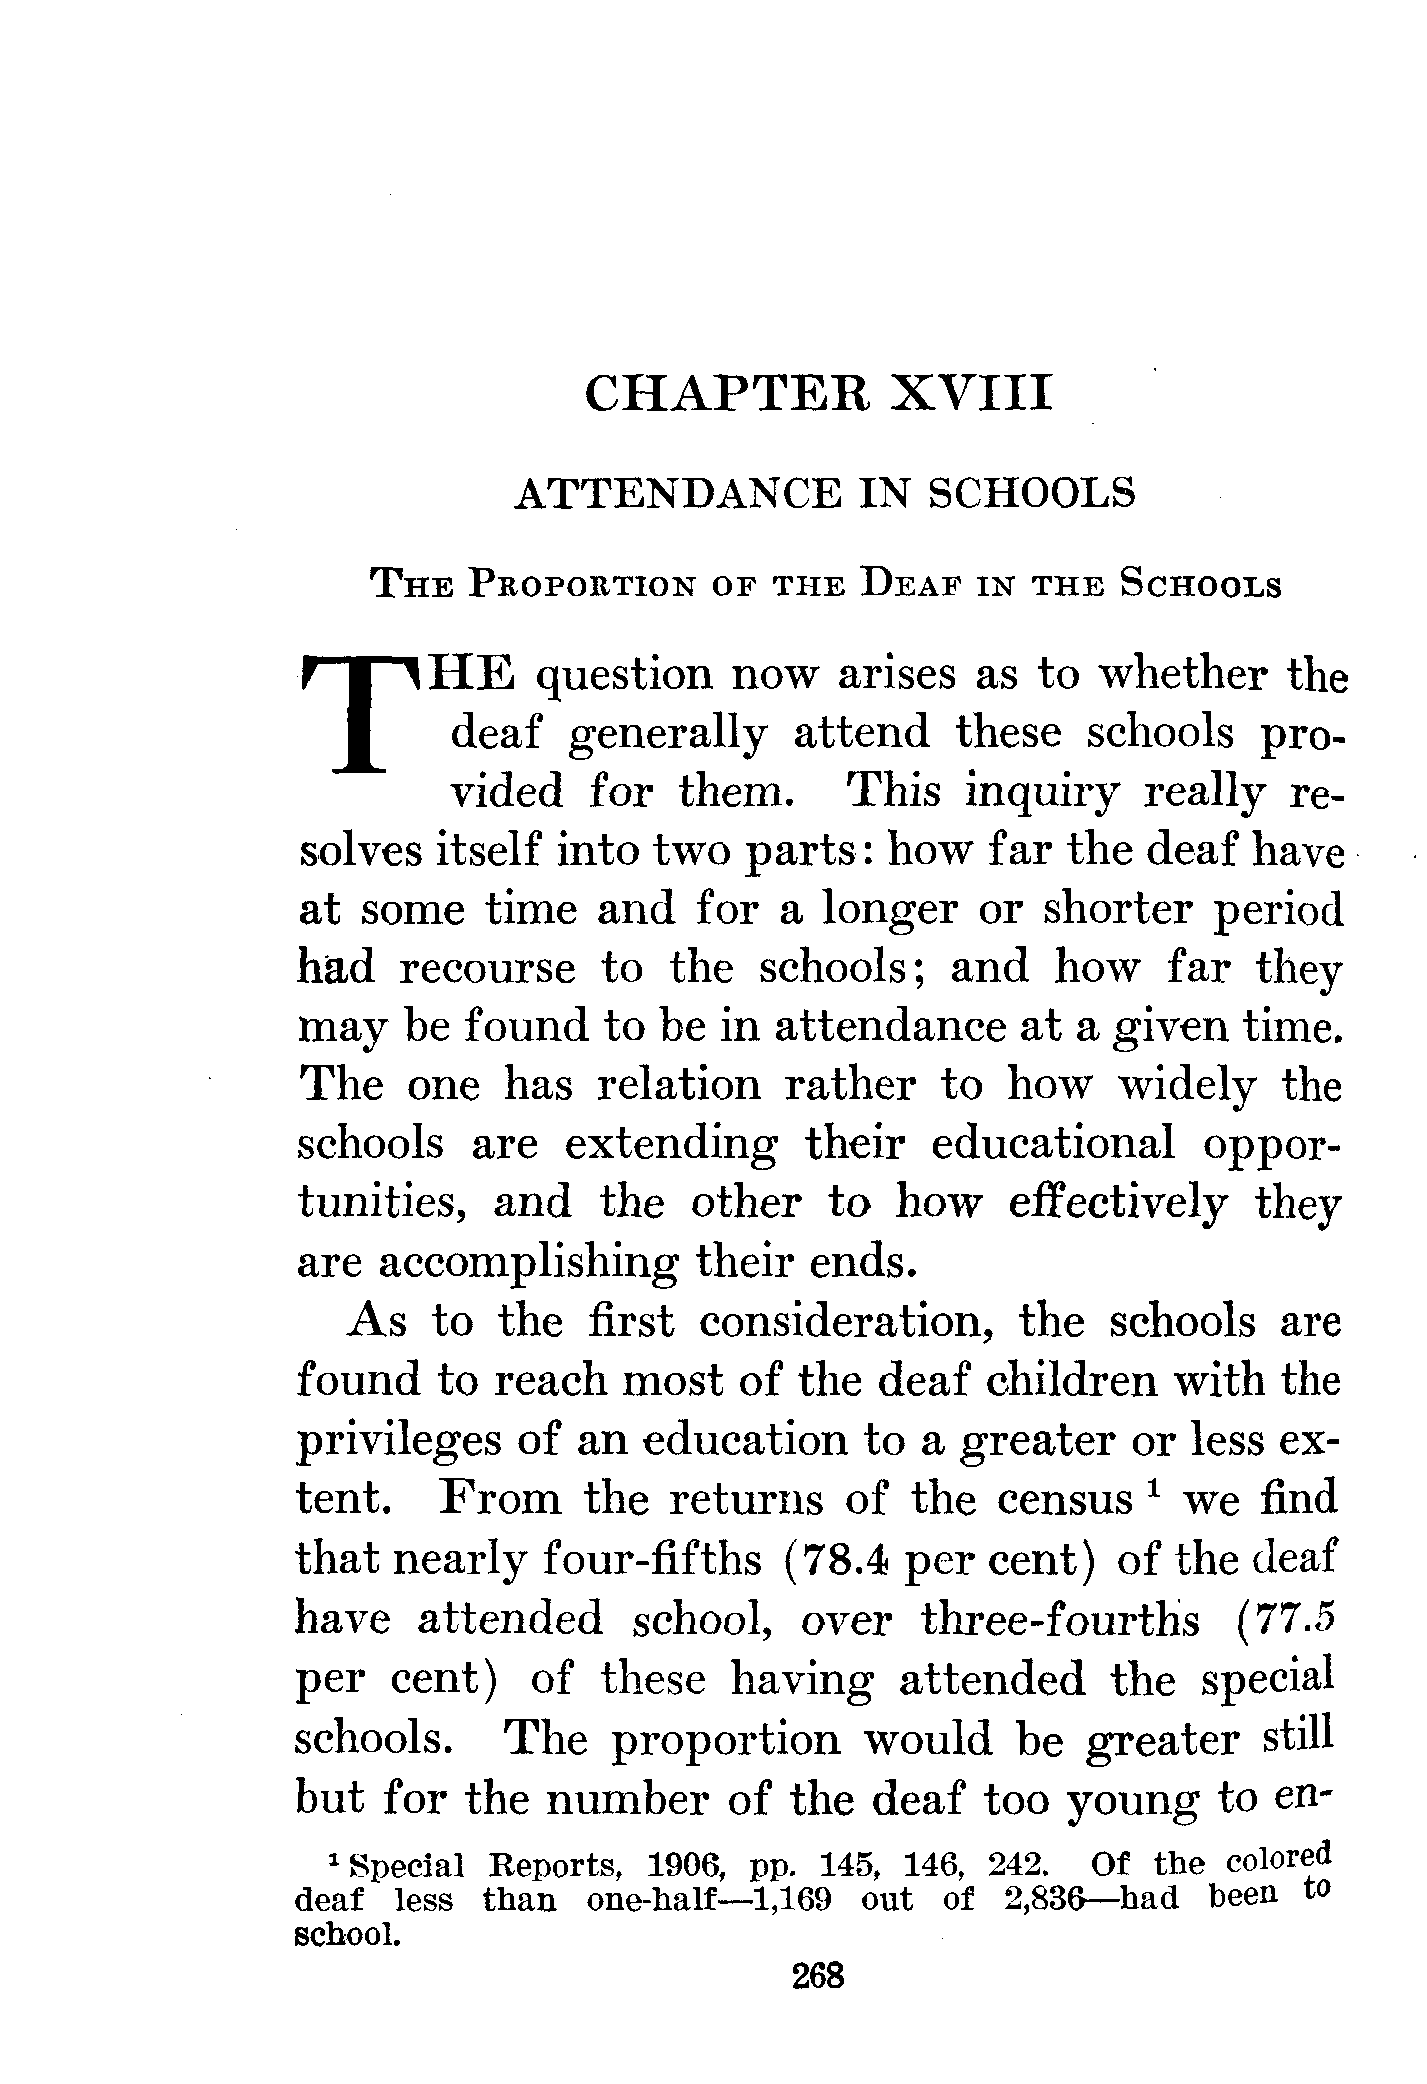 CHAPTER XVIII
ATTENDANCE IN SCHOOLS
THE PROPORTION OF THE DEAF IN THE SCHOOLS
THE question now arises as to whether the
deaf generally attend these schools pro-
vided for them. This inquiry really re-
solves itself into two parts: how far the deaf have
at some time and for a longer or shorter period
had recourse to the schools; and how far they
may be found to be in attendance at a given time.
The one has relation rather to how widely the
schools are extending their educational oppor-
tunities, and the other to how effectively they
are accomplishing their ends.
As to the first consideration, the schools are
found to reach most of the deaf children with the
privileges of an education to a greater or less ex-
tent. From the returns of the census ¹ we find
that nearly four-fifths (78.4 per cent) of the deaf
have attended school, over three-fourths (77.5
per cent) of these having attended the special
schools. The proportion would be greater still
but for the number of the deaf too young to en-
¹ Special Reports, 1906, pp. 145, 146, 242. Of the colored
deaf less than one-half—1,169 out of 2,836—had been to
school.
268